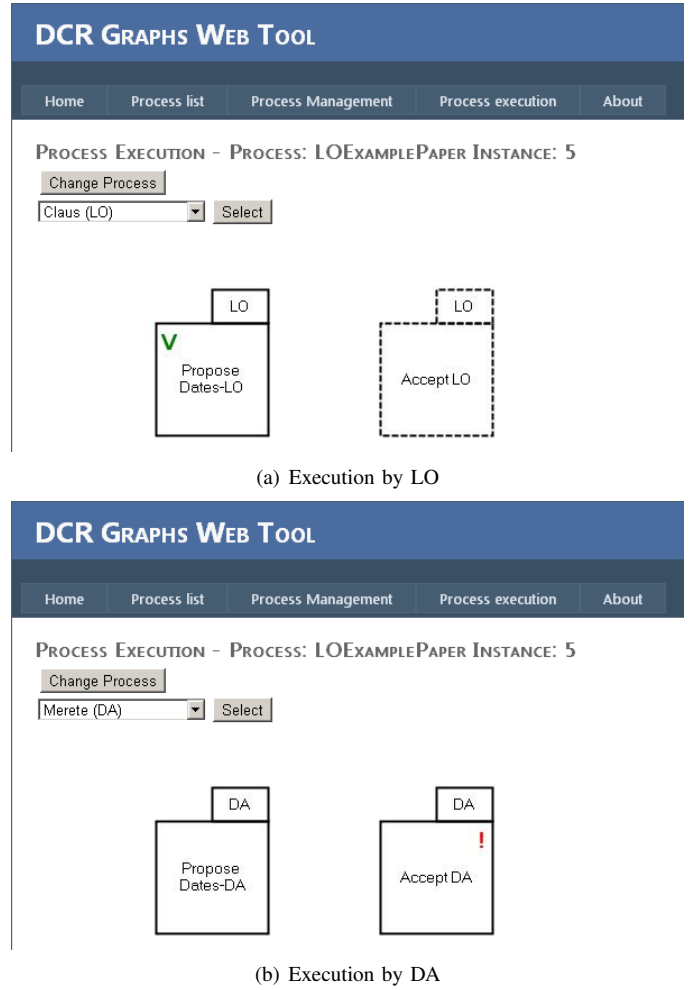 DCR Graphs Web Tool
Home Process list Process Management Process execution About
Process Execution - Process: LOExamplePaper Instance: 5
Change Process
Claus (LO) Select
LO LO
V
Propose
Dates-LO
Accept LO
(a) Execution by LO
DCR Graphs Web Tool
Home Process list Process Management Process execution About
Process Execution - Process: LOExamplePaper Instance: 5
Change Process
Merete (DA) Select
DA DA
!
Propose
Dates-DA
Accept DA
(b) Execution by DA